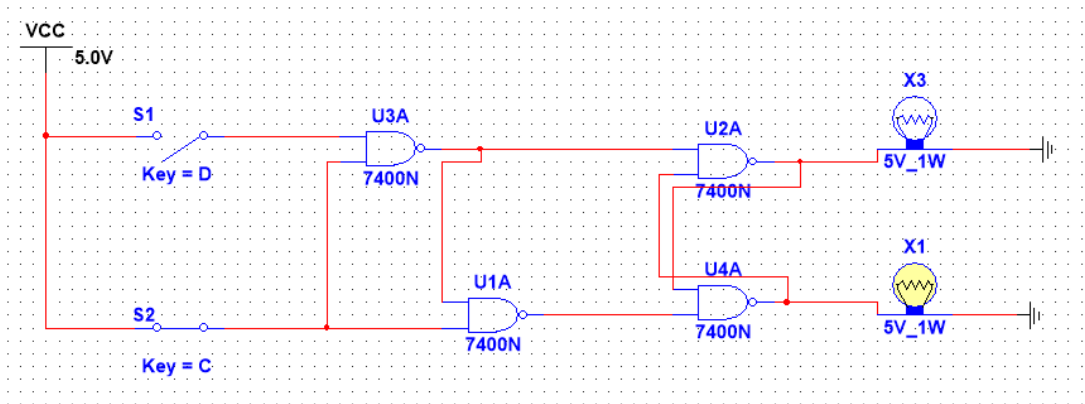 VCC
5.0V
S1
Key = D
U3A
7400N
U2A
7400N
X3
5V_1W
U1A
7400N
U4A
7400N
X1
5V_1W
S2
Key = C